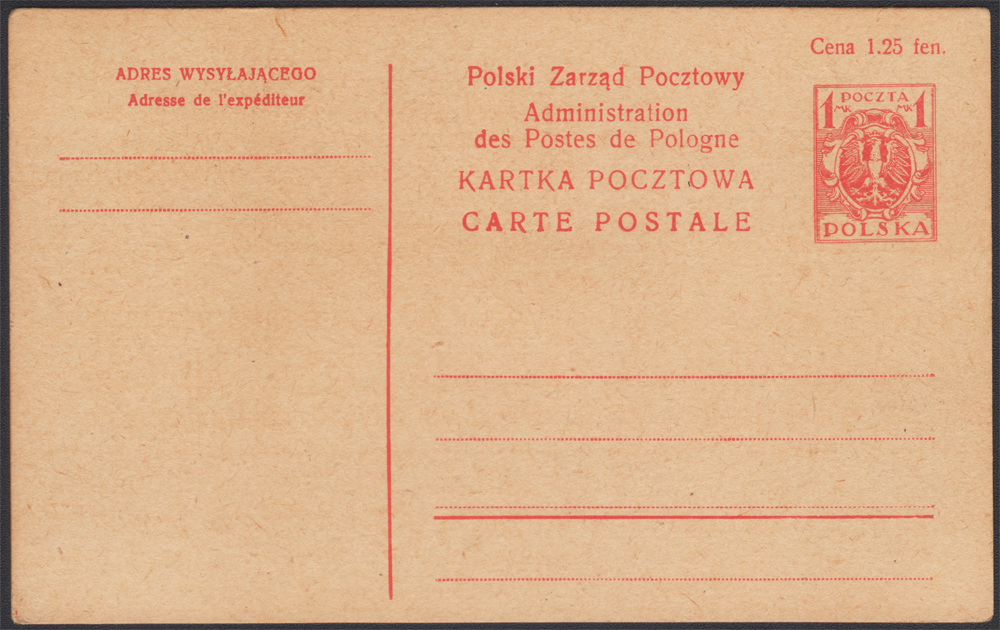 Cena 1.25 fen.
ADRES WYSYŁAJĄCEGO
Adresse de l'expéditeur
Polski Zarząd Pocztowy
Administration
des Postes de Pologne
KARTKA POCZTOWA
CARTE POSTALE
POCZTA
1 MK MK 1
POLSKA